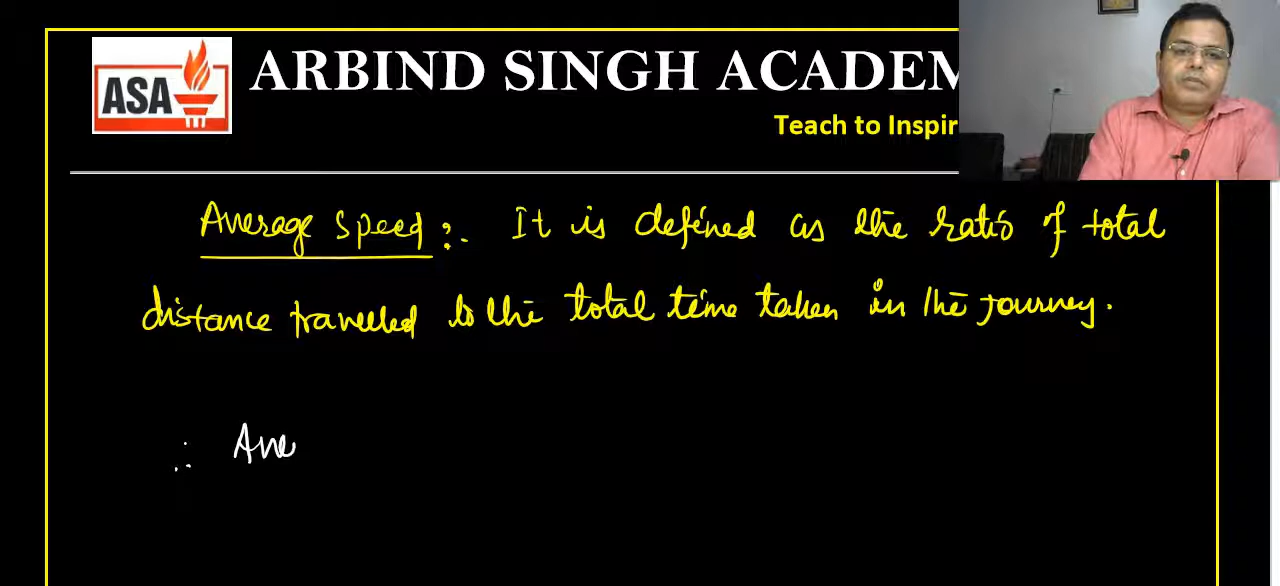 ASA
ARBIND SINGH ACADEM
Teach to Inspir
Average speed :- It is defined as the ratio of total
distance travelled to the total time taken in the journey.
∴ Ave